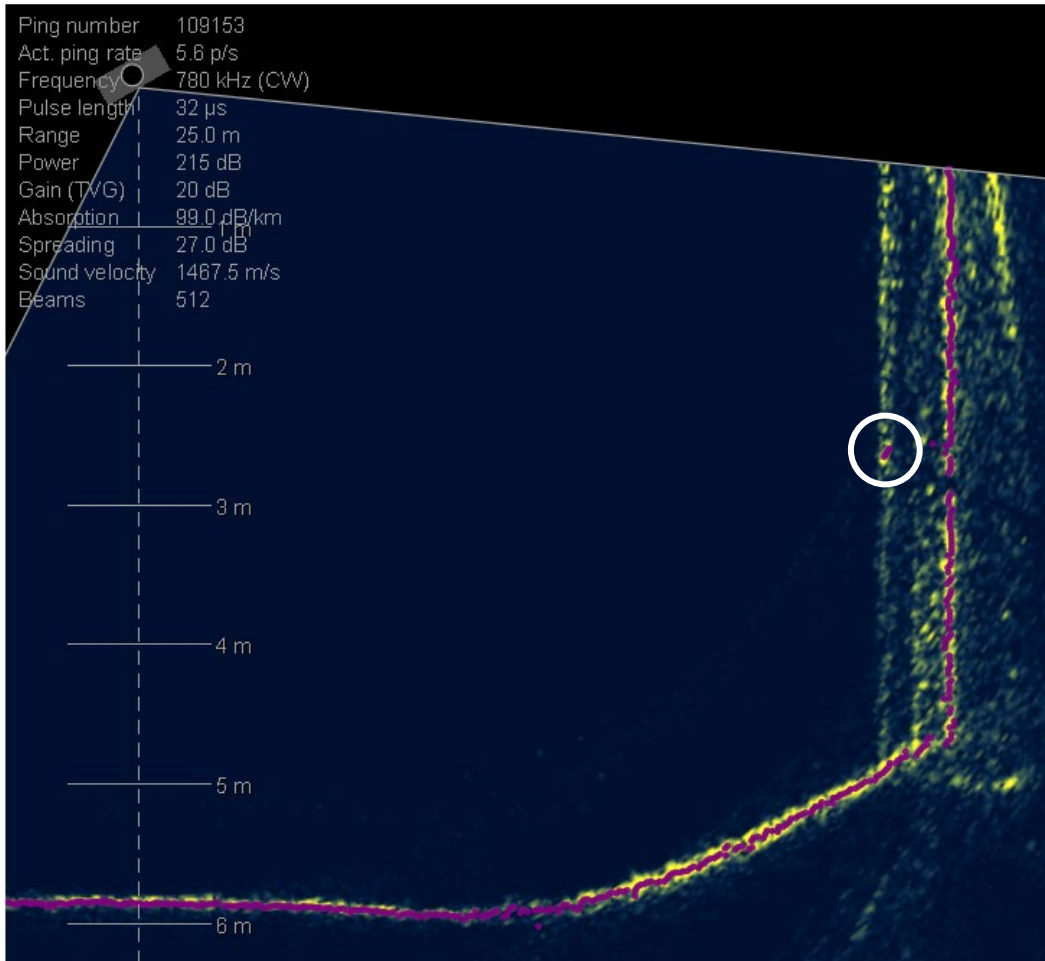 Ping number 109153
Act. ping rate 5.6 p/s
Frequency 780 kHz (CW)
Pulse length 32 µs
Range 25.0 m
Power 215 dB
Gain (TVG) 20 dB
Absorption 99.0 dB/km
1 m
Spreading 27.0 dB
Sound velocity 1467.5 m/s
Beams 512
2 m
3 m
4 m
5 m
6 m